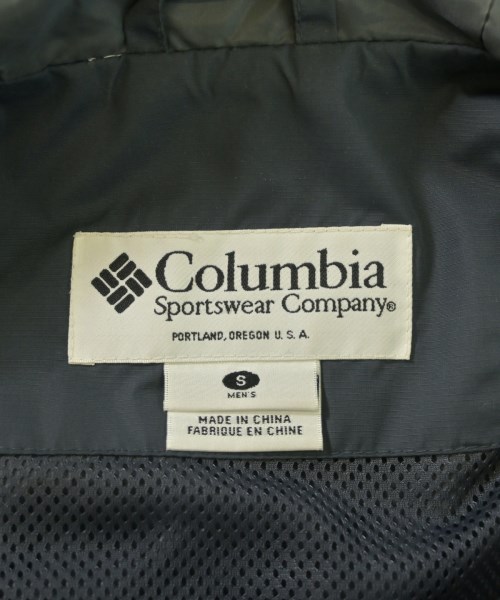 Columbia
Sportswear Company®
PORTLAND, OREGON U.S.A.
S
MEN'S
MADE IN CHINA
FABRIQUE EN CHINE